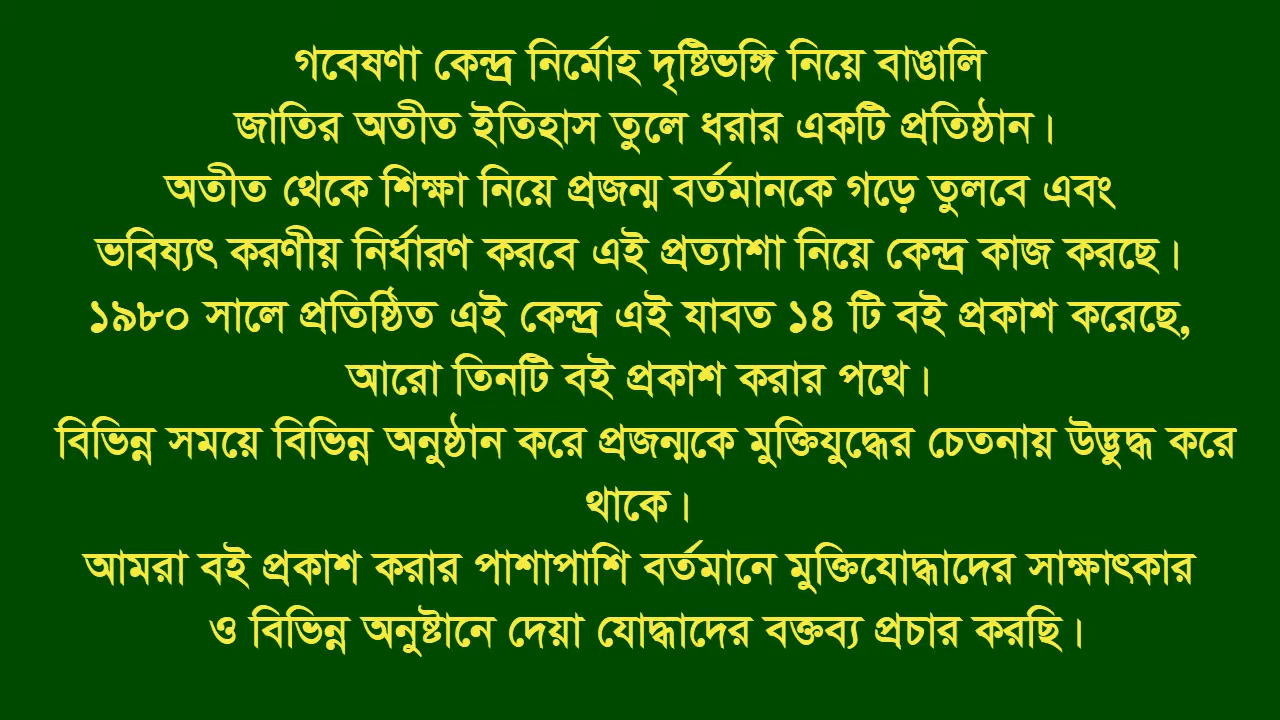 গবেষণা কেন্দ্র নির্মোহ দৃষ্টিভঙ্গি নিয়ে বাঙালি
জাতির অতীত ইতিহাস তুলে ধরার একটি প্রতিষ্ঠান।
অতীত থেকে শিক্ষা নিয়ে প্রজন্ম বর্তমানকে গড়ে তুলবে এবং
ভবিষ্যৎ করণীয় নির্ধারণ করবে এই প্রত্যাশা নিয়ে কেন্দ্র কাজ করছে।
১৯৮০ সালে প্রতিষ্ঠিত এই কেন্দ্র এই যাবত ১৪ টি বই প্রকাশ করেছে,
আরো তিনটি বই প্রকাশ করার পথে।
বিভিন্ন সময়ে বিভিন্ন অনুষ্ঠান করে প্রজন্মকে মুক্তিযুদ্ধের চেতনায় উদ্ভুদ্ধ করে
থাকে।
আমরা বই প্রকাশ করার পাশাপাশি বর্তমানে মুক্তিযোদ্ধাদের সাক্ষাৎকার
ও বিভিন্ন অনুষ্টানে দেয়া যোদ্ধাদের বক্তব্য প্রচার করছি।